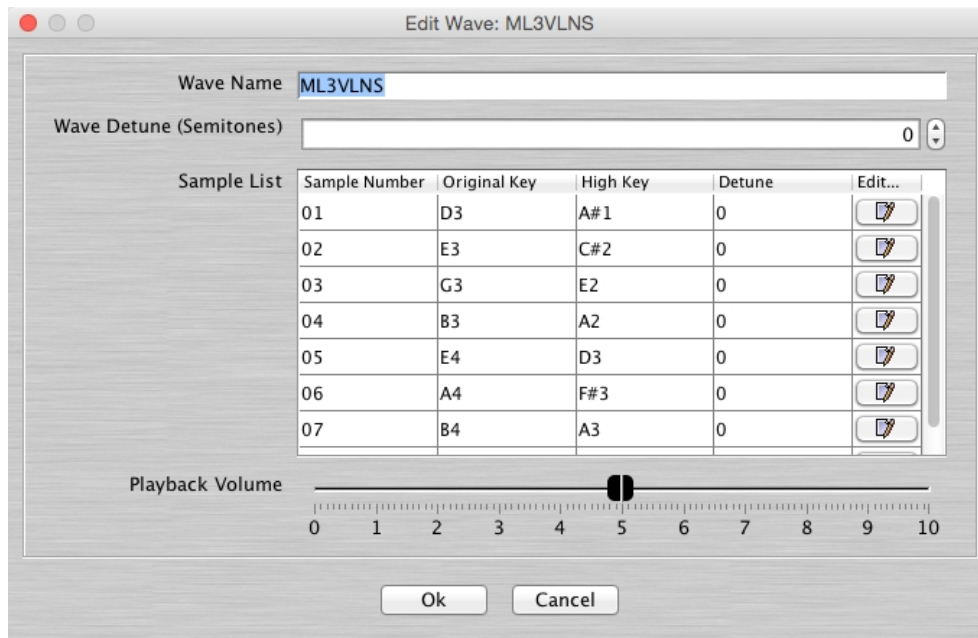 Edit Wave: ML3VLNS
Wave Name ML3VLNS
Wave Detune (Semitones) 0
Sample List Sample Number Original Key High Key Detune Edit...
01 D3 A#1 0
02 E3 C#2 0
03 G3 E2 0
04 B3 A2 0
05 E4 D3 0
06 A4 F#3 0
07 B4 A3 0
Playback Volume
0 1 2 3 4 5 6 7 8 9 10
Ok Cancel